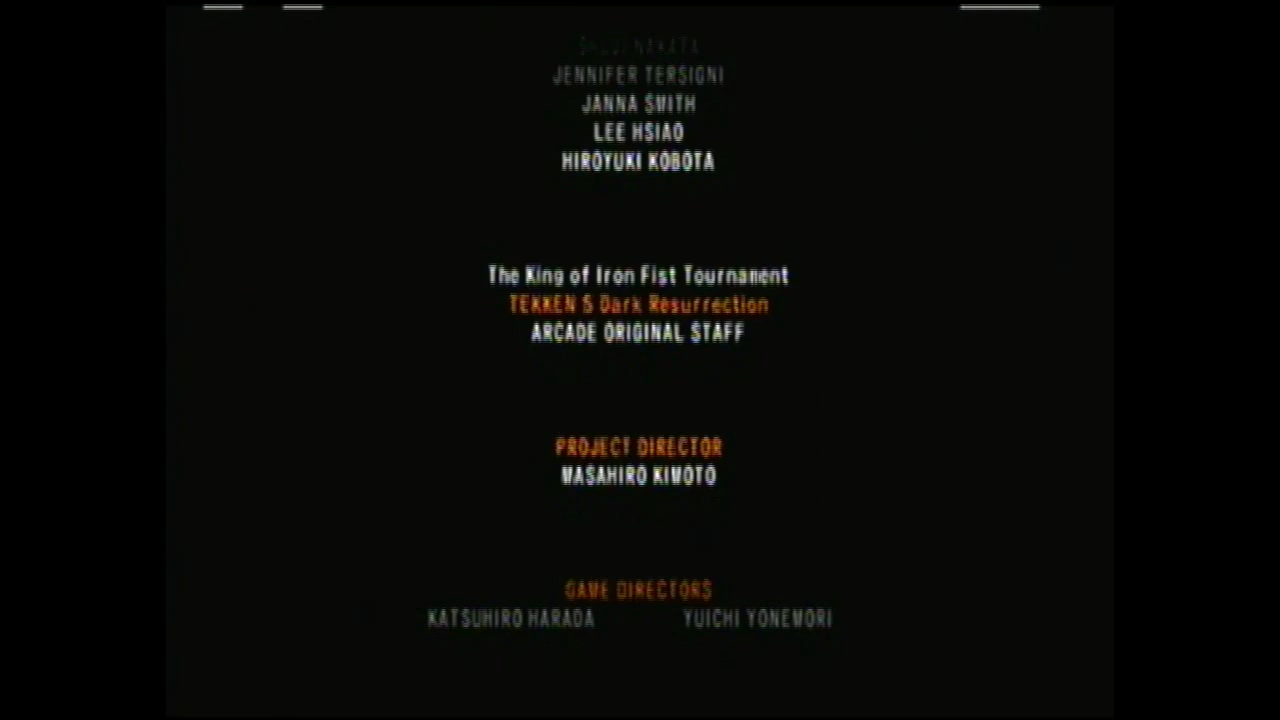 NAKATA
JENNIFER TERSIGNI
JANNA SMITH
LEE HSIAO
HIROYUKI KOBOTA
The King of Iron Fist Tournament
TEKKEN 5 Dark Resurrection
ARCADE ORIGINAL STAFF
PROJECT DIRECTOR
MASAHIRO KIMOTO
GAME DIRECTORS
KATSUHIRO HARADA YUICHI YONEMORI